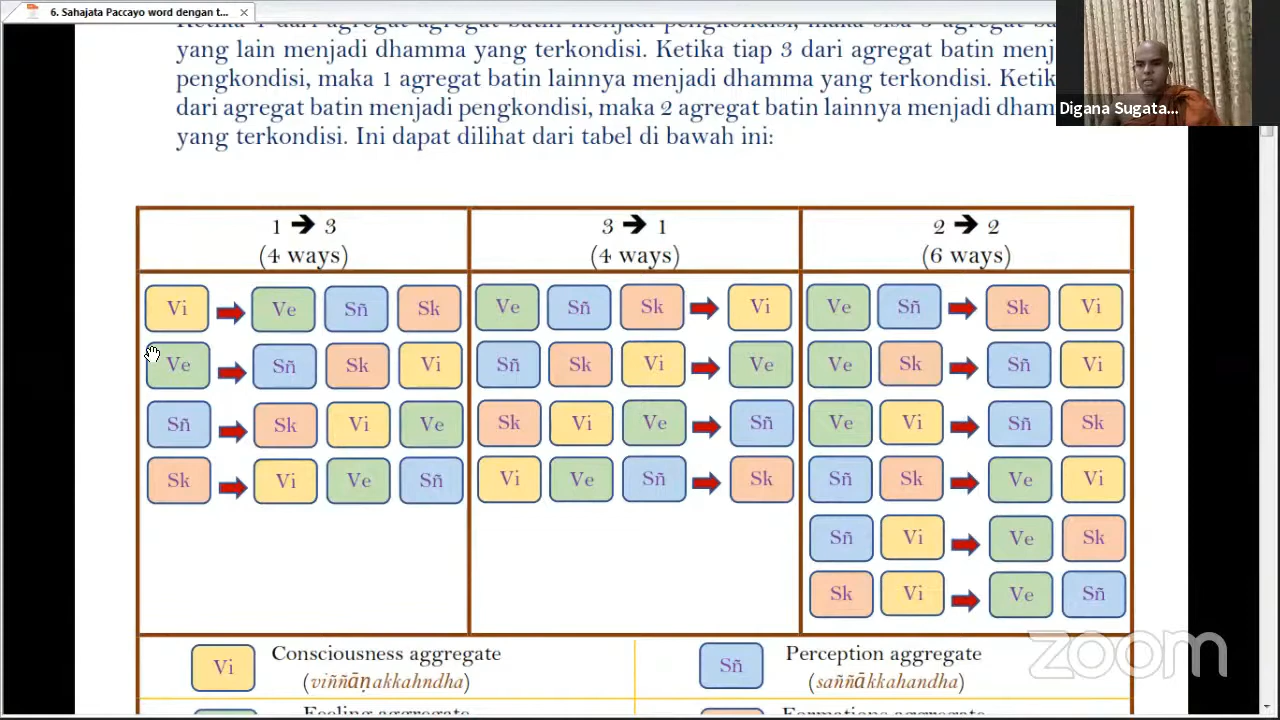 6. Sahajata Paccayo word dengan t...
yang lain menjadi dhamma yang terkondisi. Ketika tiap 3 dari agregat batin menj
pengkondisi, maka 1 agregat batin lainnya menjadi dhamma yang terkondisi. Ketik
dari agregat batin menjadi pengkondisi, maka 2 agregat batin lainnya menjadi dham
yang terkondisi. Ini dapat dilihat dari tabel di bawah ini:
Digana Sugata...
1 ➔ 3
(4 ways)
3 ➔ 1
(4 ways)
2 ➔ 2
(6 ways)
Vi Ve Sñ Sk
Ve Sñ Sk Vi
Sñ Sk Vi Ve
Sk Vi Ve Sñ
Ve Sñ Sk Vi
Sñ Sk Vi Ve
Sk Vi Ve Sñ
Vi Ve Sñ Sk
Ve Sñ Sk Vi
Ve Sk Sñ Vi
Ve Vi Sñ Sk
Sñ Sk Ve Vi
Sñ Vi Ve Sk
Sk Vi Ve Sñ
Vi Consciousness aggregate
(viññāṇakkahndha)
Sñ Perception aggregate
(saññākkahandha)
Feeling aggregate
Formations aggregate
zoom